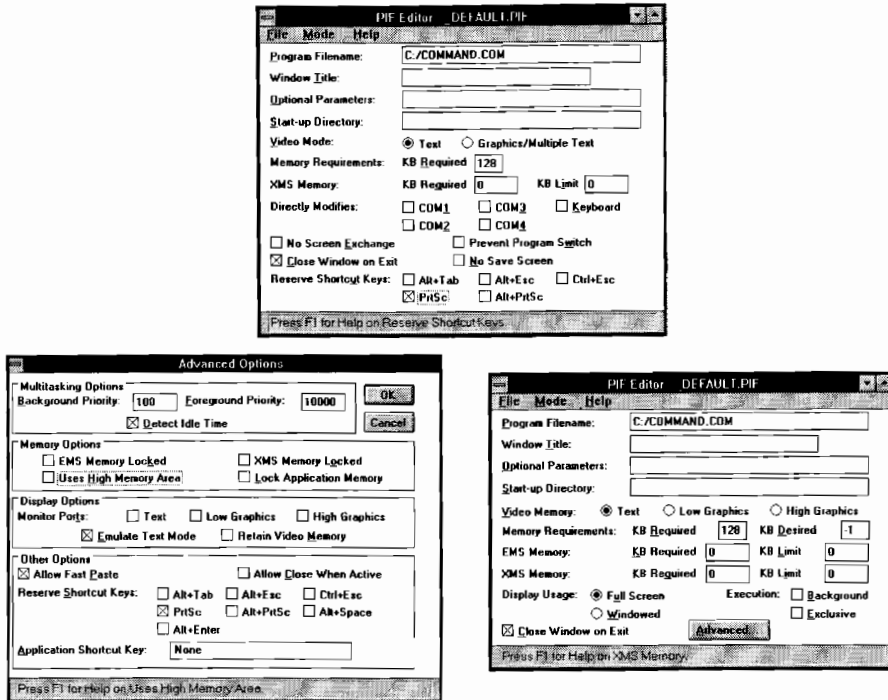 PIF Editor _DEFAULT.PIF
File Mode Help
Program Filename: C:/COMMAND.COM
Window Title:
Optional Parameters:
Start-up Directory:
Video Mode: Text Graphics/Multiple Text
Memory Requirements: KB Required 128
XMS Memory: KB Required 0 KB Limit 0
Directly Modifies: COM1 COM3 Keyboard
COM2 COM4
No Screen Exchange Prevent Program Switch
Close Window on Exit No Save Screen
Reserve Shortcut Keys: Alt+Tab Alt+Esc Ctrl+Esc
PrtSc Alt+PrtSc
Press F1 for Help on Reserve Shortcut Keys.
Advanced Options
Multitasking Options
Background Priority: 100 Foreground Priority: 10000 OK
Detect Idle Time Cancel
Memory Options
EMS Memory Locked XMS Memory Locked
Uses High Memory Area Lock Application Memory
Display Options
Monitor Ports: Text Low Graphics High Graphics
Emulate Text Mode Retain Video Memory
Other Options
Allow Fast Paste Allow Close When Active
Reserve Shortcut Keys: Alt+Tab Alt+Esc Ctrl+Esc
PrtSc Alt+PrtSc Alt+Space
Alt+Enter
Application Shortcut Key: None
Press F1 for Help on Uses High Memory Area.
PIF Editor _DEFAULT.PIF
File Mode Help
Program Filename: C:/COMMAND.COM
Window Title:
Optional Parameters:
Start-up Directory:
Video Memory: Text Low Graphics High Graphics
Memory Requirements: KB Required 128 KB Desired -1
EMS Memory: KB Required 0 KB Limit 0
XMS Memory: KB Required 0 KB Limit 0
Display Usage: Full Screen Execution: Background
Windowed Exclusive
Close Window on Exit Advanced...
Press F1 for Help on XMS Memory.